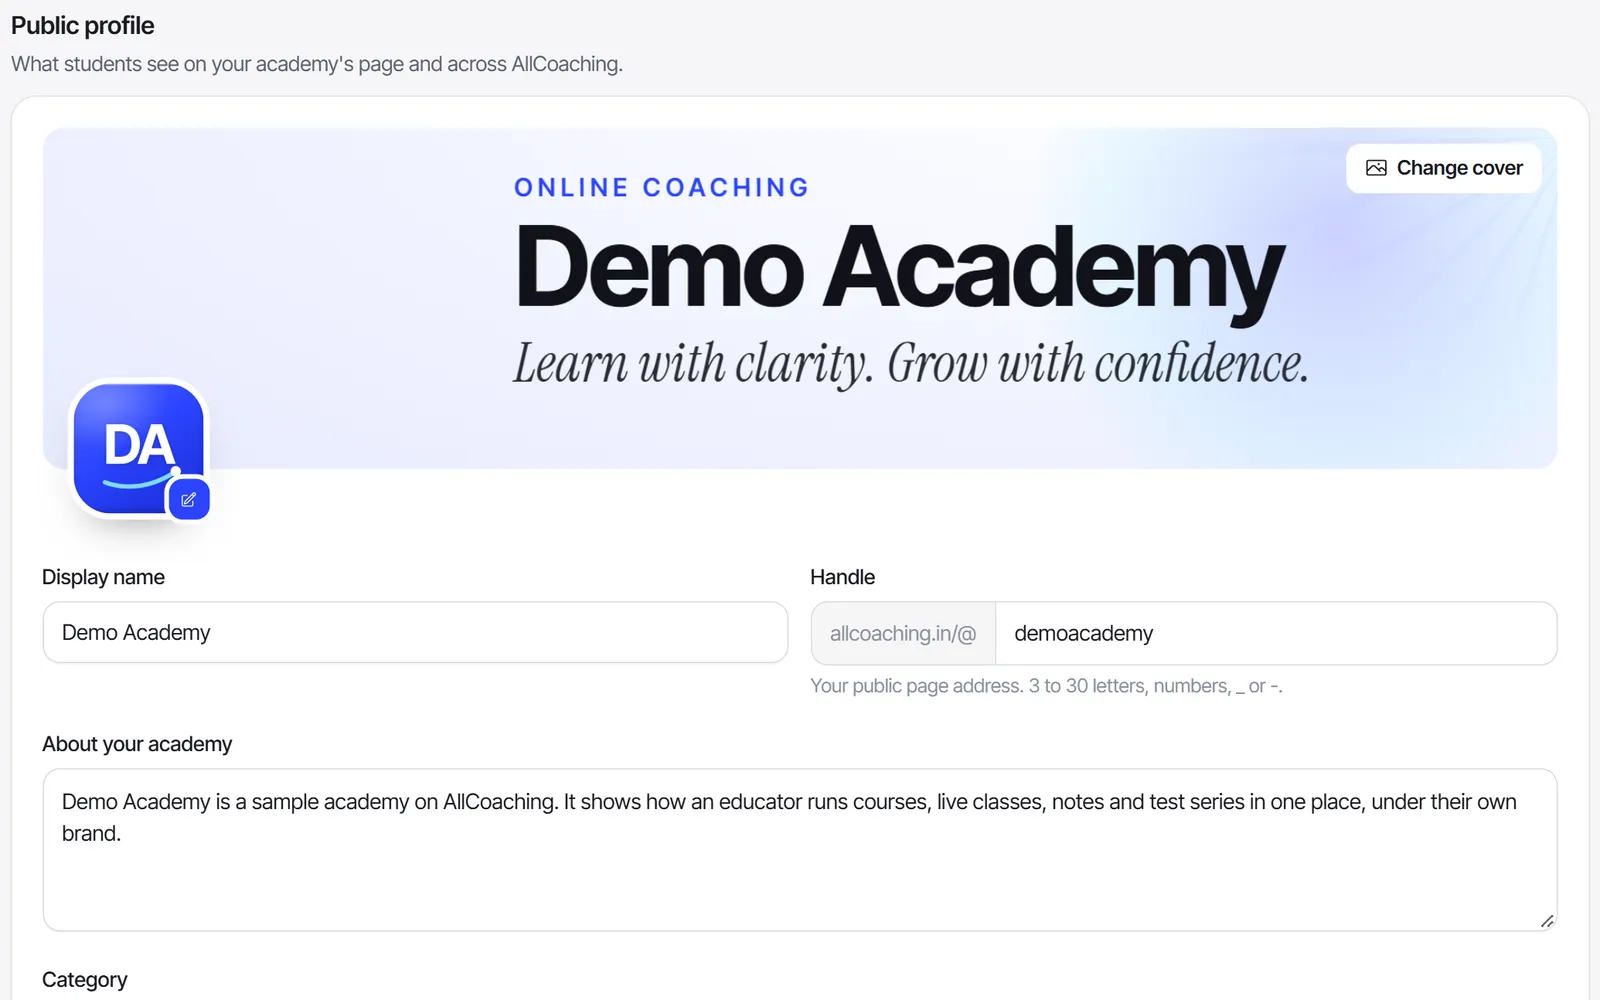 Public profile
What students see on your academy's page and across AllCoaching.
Change cover
ONLINE COACHING
Demo Academy
Learn with clarity. Grow with confidence.
DA
Display name
Demo Academy
Handle
allcoaching.in/@ demoacademy
Your public page address. 3 to 30 letters, numbers, _ or -.
About your academy
Demo Academy is a sample academy on AllCoaching. It shows how an educator runs courses, live classes, notes and test series in one place, under their own
brand.
Category